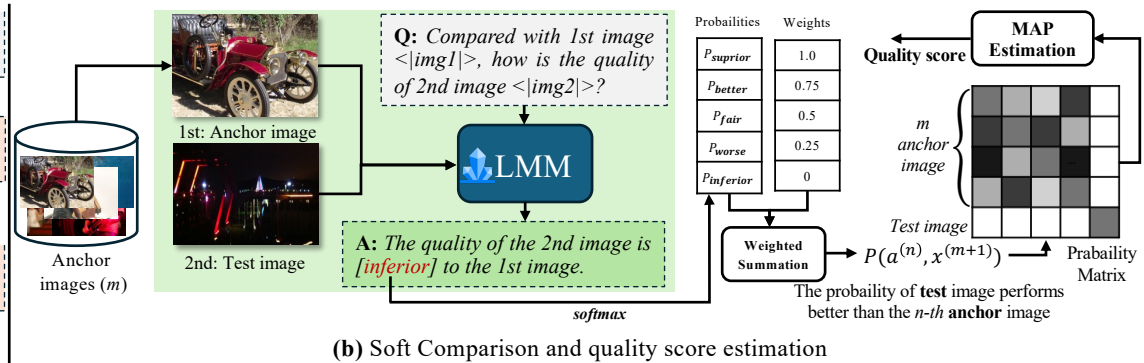 Anchor
images (m)
1st: Anchor image
2nd: Test image
Q: Compared with 1st image
<|img1|>, how is the quality
of 2nd image <|img2|>?
LMM
A: The quality of the 2nd image is
[inferior] to the 1st image.
softmax
Probailities
Weights
P_suprior
1.0
P_better
0.75
P_fair
0.5
P_worse
0.25
P_inferior
0
Weighted
Summation
P(a^(n), x^(m+1))
The probaility of test image performs
better than the n-th anchor image
Quality score
MAP
Estimation
m
anchor
image
Test image
Prabaility
Matrix
(b) Soft Comparison and quality score estimation